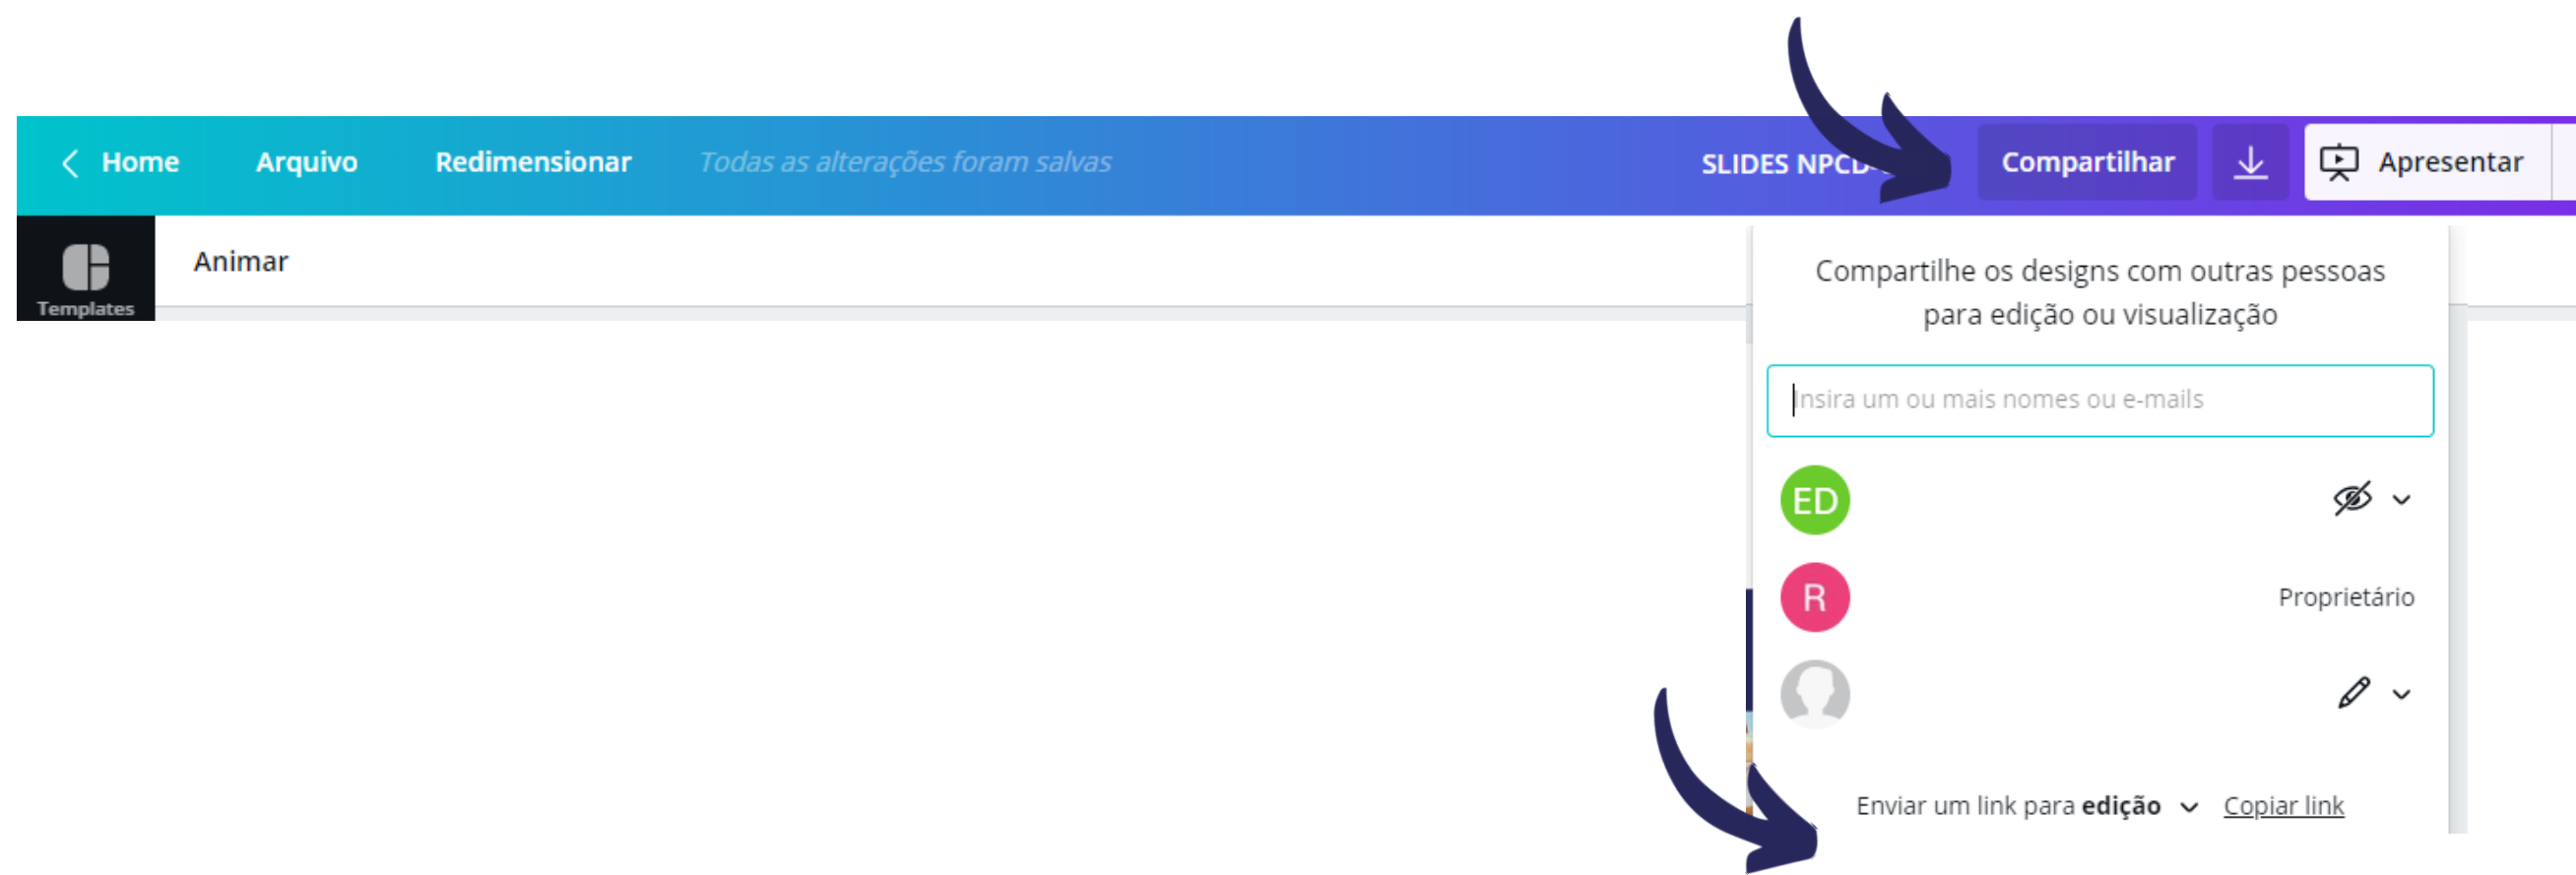 Home Arquivo Redimensionar Todas as alterações foram salvas SLIDES Compartilhar Apresentar
Templates
Animar
Compartilhe os designs com outras pessoas
para edição ou visualização
Insira um ou mais nomes ou e-mails
ED
R Proprietário
Enviar um link para edição Copiar link